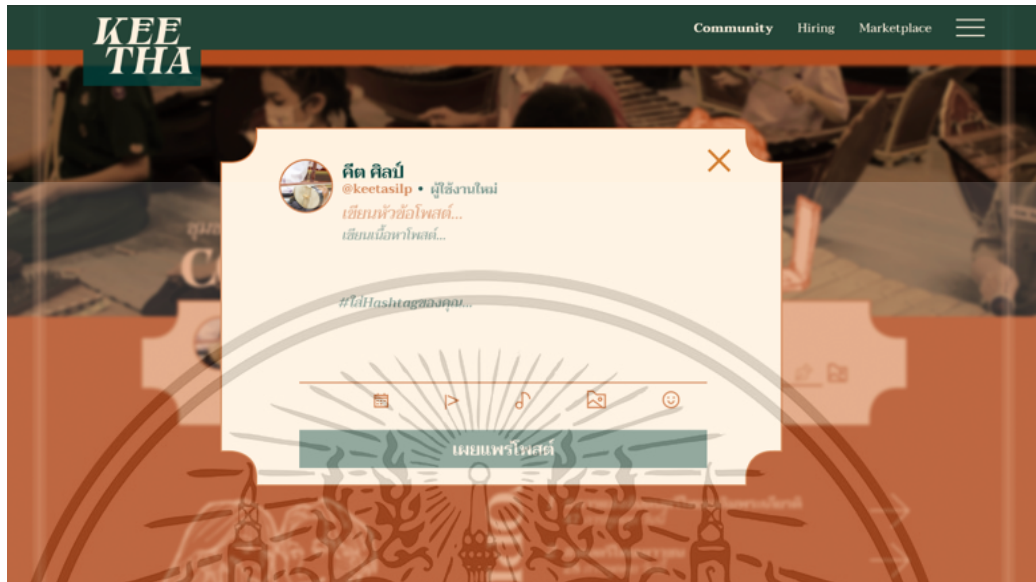 KEE
THA
Community Hiring Marketplace
คีต ศิลป์
@keetasilp • ผู้ใช้งานใหม่
เขียนหัวข้อโพสต์...
เขียนเนื้อหาโพสต์...
#ใส่Hashtagของคุณ...
เผยแพร่โพสต์